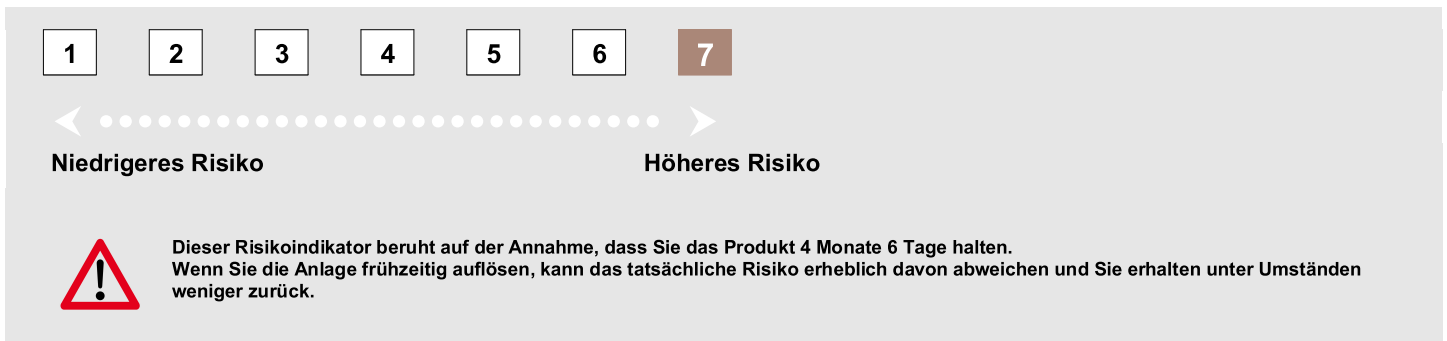 1 2 3 4 5 6 7
Niedrigeres Risiko Höheres Risiko
Dieser Risikoindikator beruht auf der Annahme, dass Sie das Produkt 4 Monate 6 Tage halten.
Wenn Sie die Anlage frühzeitig auflösen, kann das tatsächliche Risiko erheblich davon abweichen und Sie erhalten unter Umständen
weniger zurück.